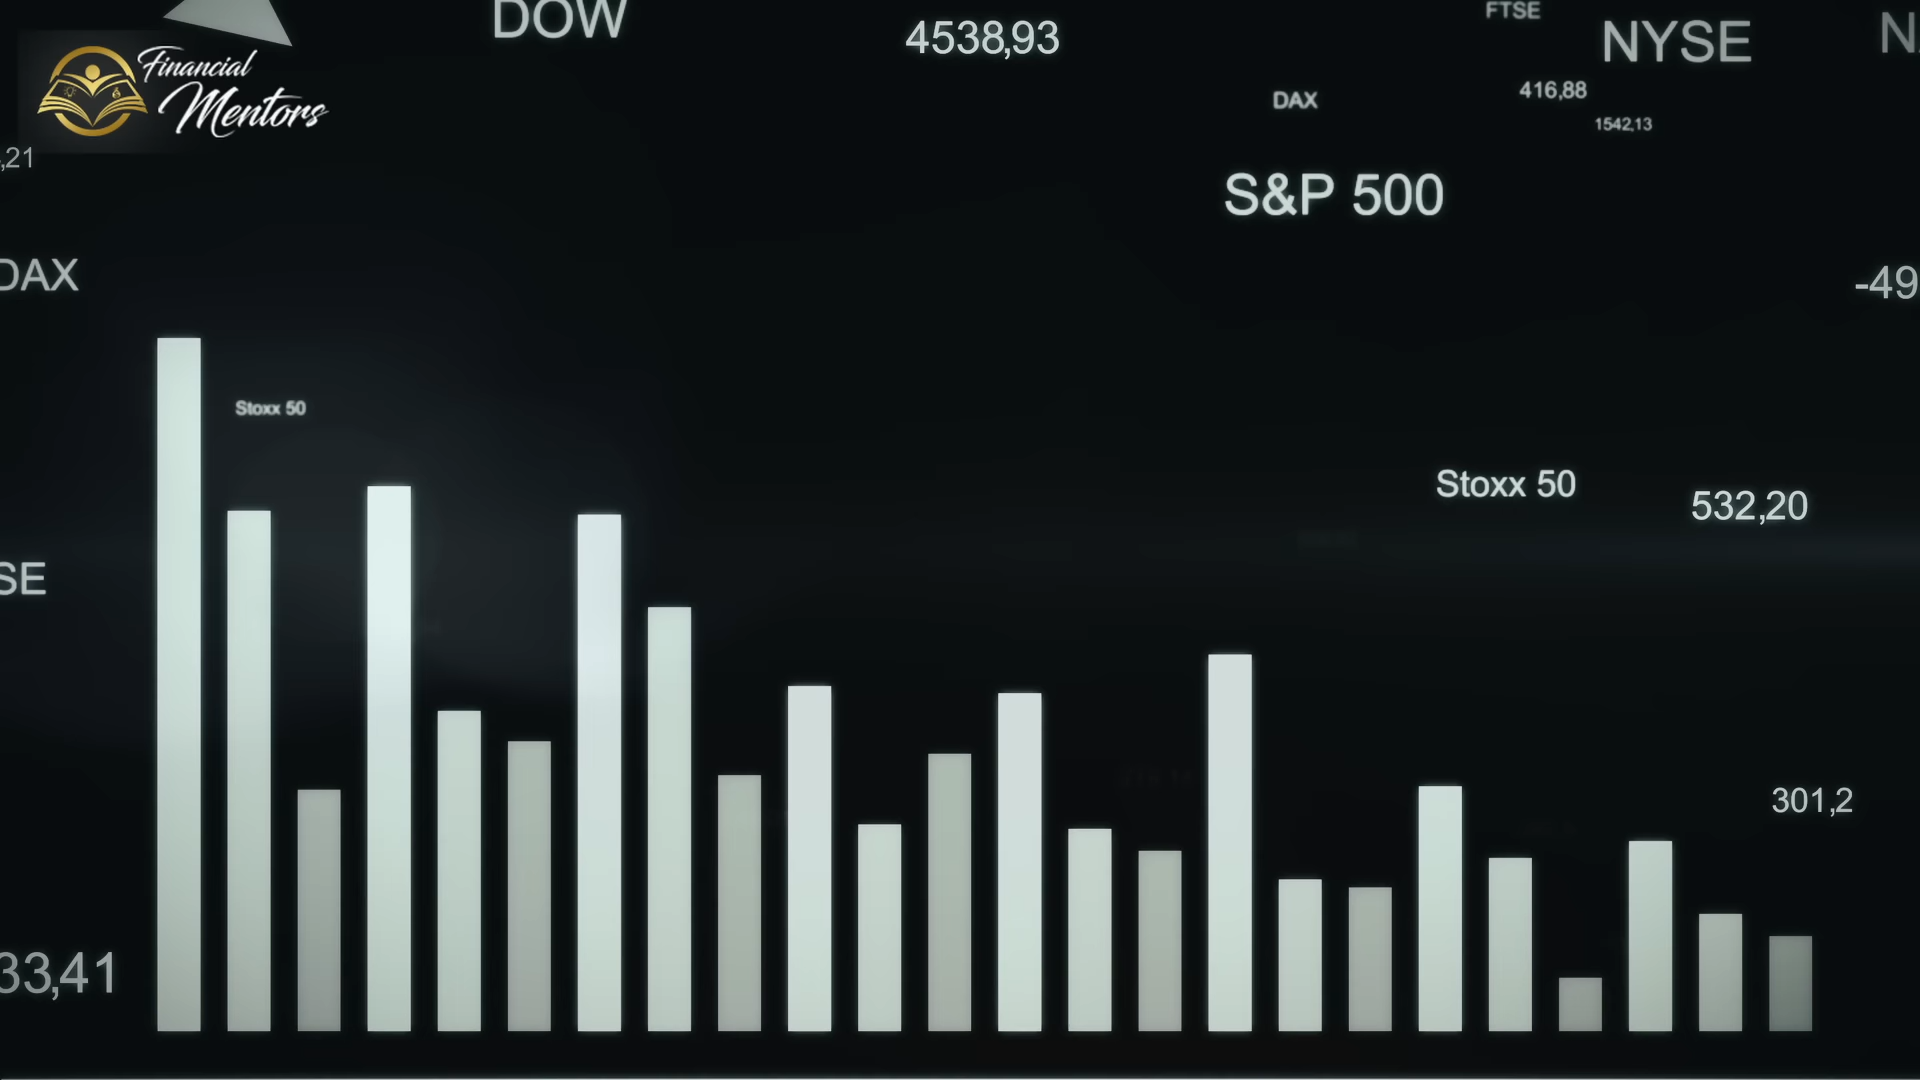 DOW
4538,93
FTSE
NYSE
N
Financial
Mentors
DAX
416,88
1542,13
,21
S&P 500
DAX
-49
Stoxx 50
Stoxx 50
532,20
SE
301,2
33,41